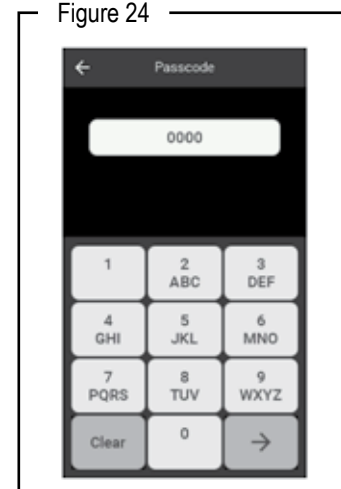 Figure 24
← Passcode
0000
1 2 3
ABC DEF
4 5 6
GHI JKL MNO
7 8 9
PQRS TUV WXYZ
Clear 0 →